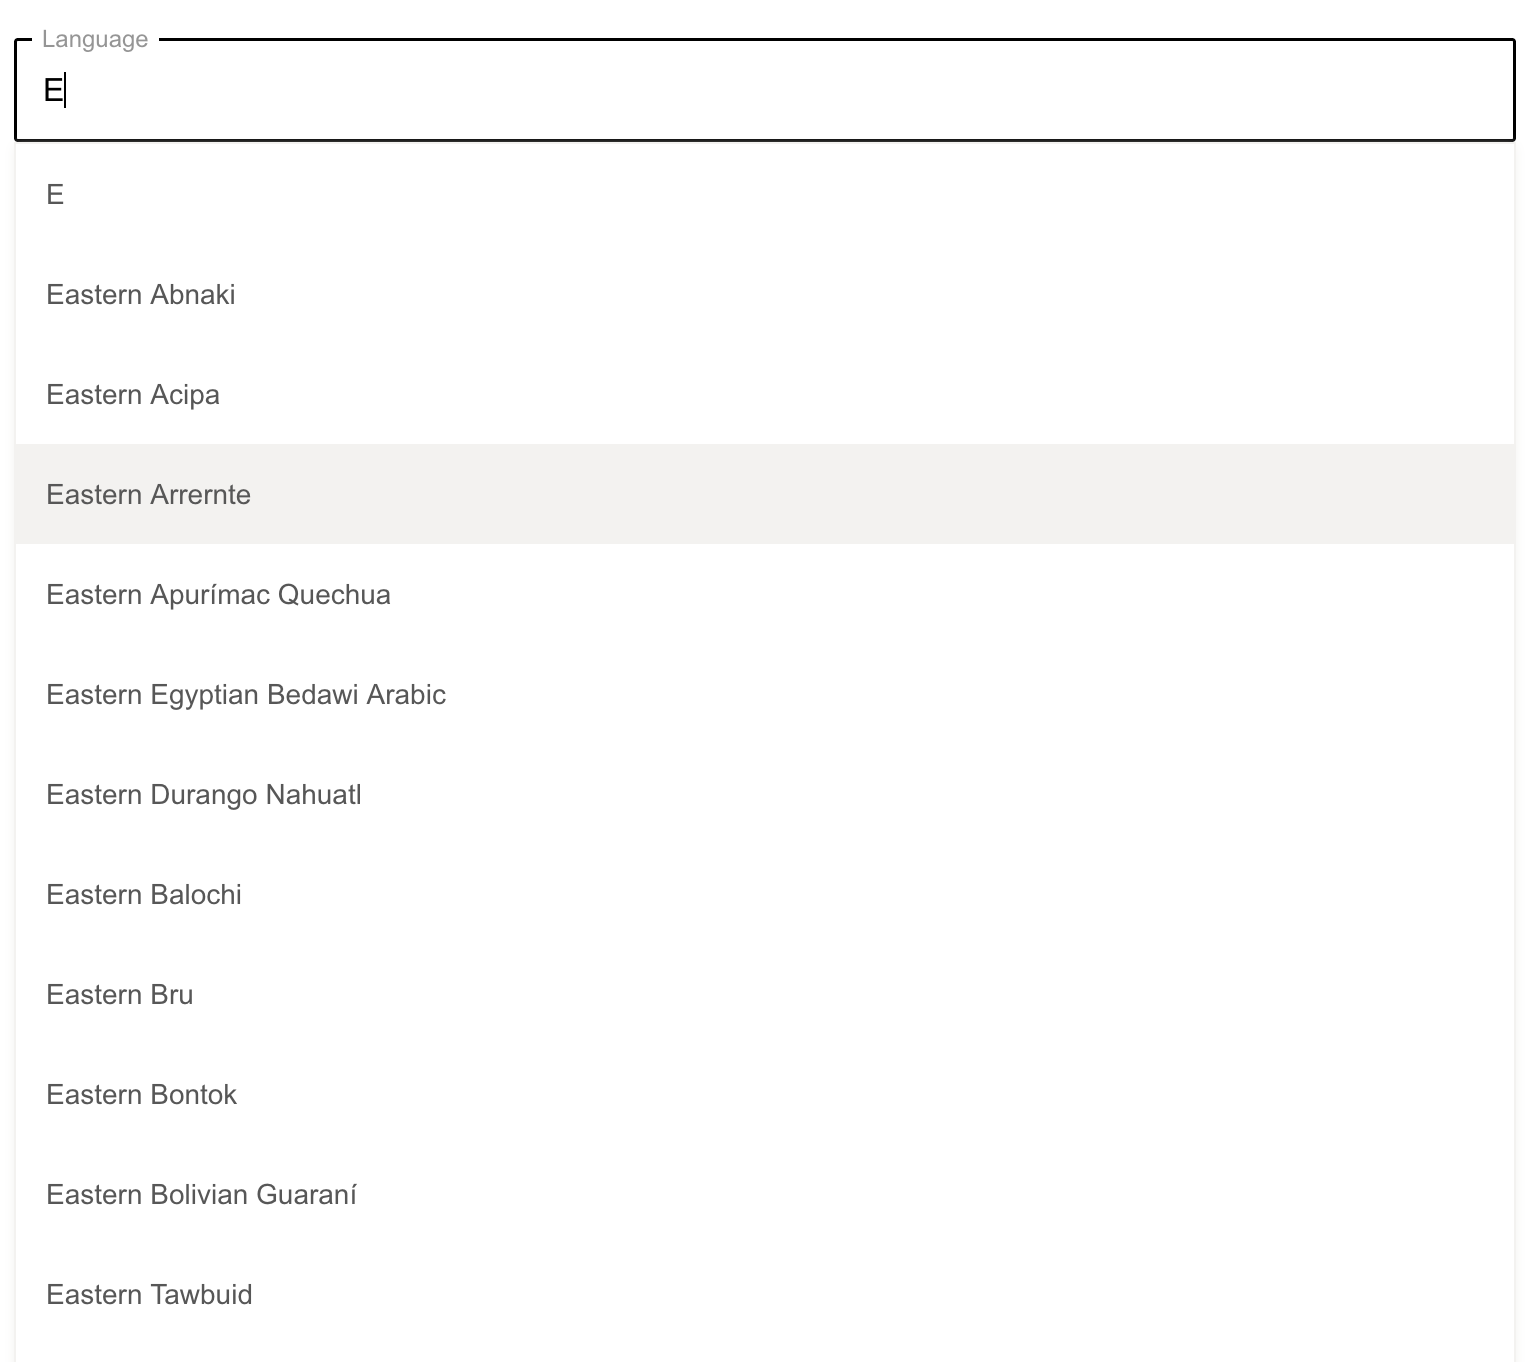 Language
E
E
Eastern Abnaki
Eastern Acipa
Eastern Arrernte
Eastern Apurímac Quechua
Eastern Egyptian Bedawi Arabic
Eastern Durango Nahuatl
Eastern Balochi
Eastern Bru
Eastern Bontok
Eastern Bolivian Guaraní
Eastern Tawbuid